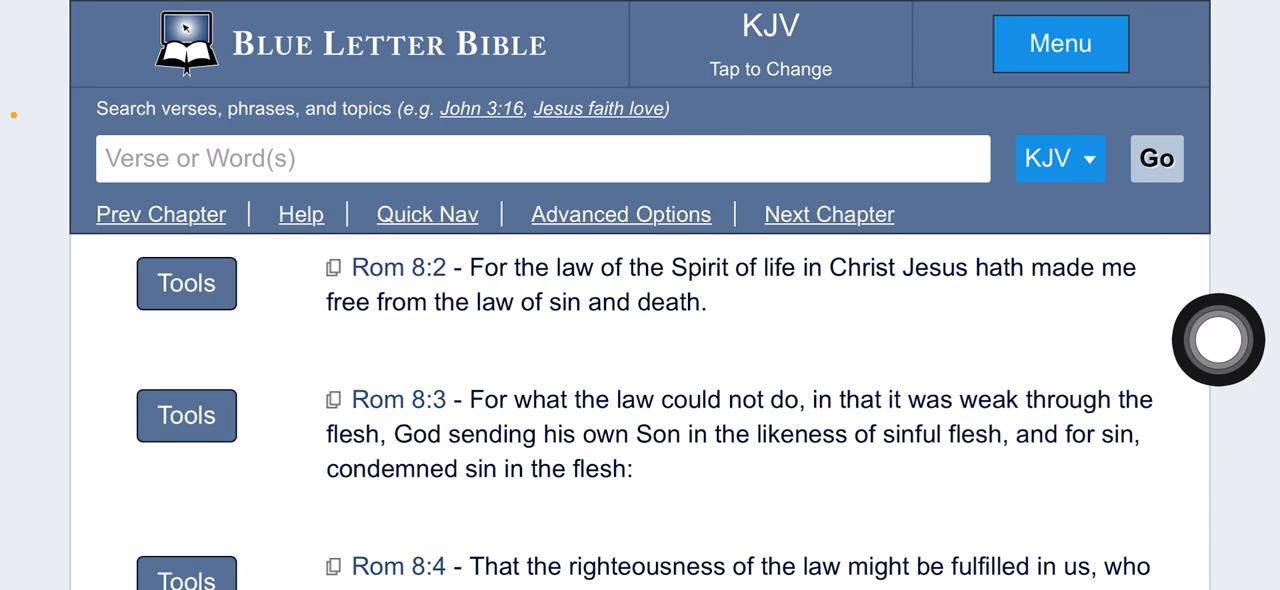 BLUE LETTER BIBLE
KJV
Tap to Change
Menu
Search verses, phrases, and topics (e.g. John 3:16, Jesus faith love)
Verse or Word(s)
KJV
Go
Prev Chapter | Help | Quick Nav | Advanced Options | Next Chapter
Tools
Rom 8:2 - For the law of the Spirit of life in Christ Jesus hath made me
free from the law of sin and death.
Tools
Rom 8:3 - For what the law could not do, in that it was weak through the
flesh, God sending his own Son in the likeness of sinful flesh, and for sin,
condemned sin in the flesh:
Tools
Rom 8:4 - That the righteousness of the law might be fulfilled in us, who